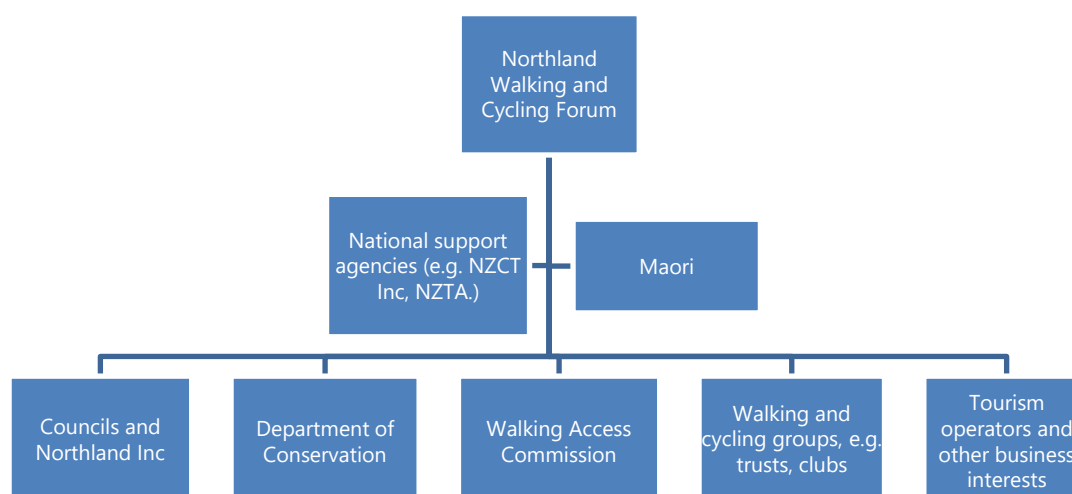 Northland
Walking and
Cycling Forum
National support
agencies (e.g. NZCT
Inc, NZTA.)
Maori
Councils and
Northland Inc
Department of
Conservation
Walking Access
Commission
Walking and
cycling groups, e.g.
trusts, clubs
Tourism
operators and
other business
interests